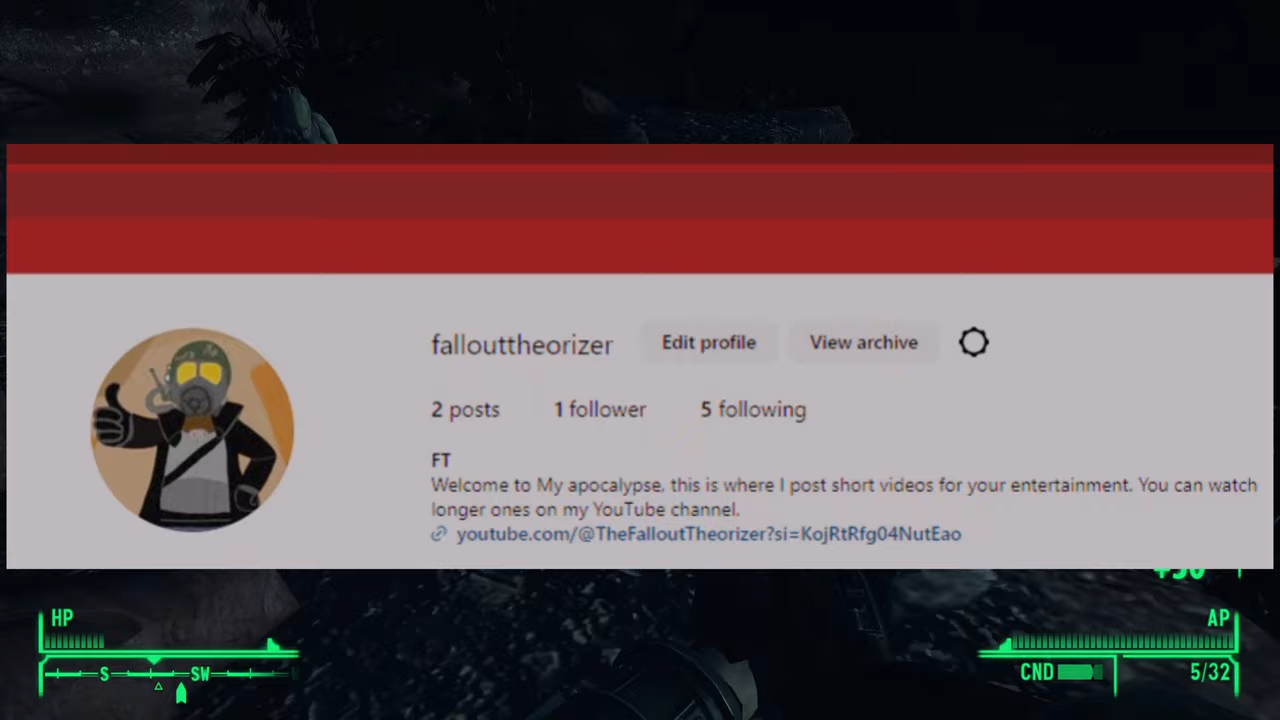 fallouttheorizer Edit profile View archive
2 posts 1 follower 5 following
FT
Welcome to My apocalypse, this is where I post short videos for your entertainment. You can watch
longer ones on my YouTube channel.
youtube.com/@TheFalloutTheorizer?si=KojRtRfg04NutEao
HP AP
S SW CND 5/32